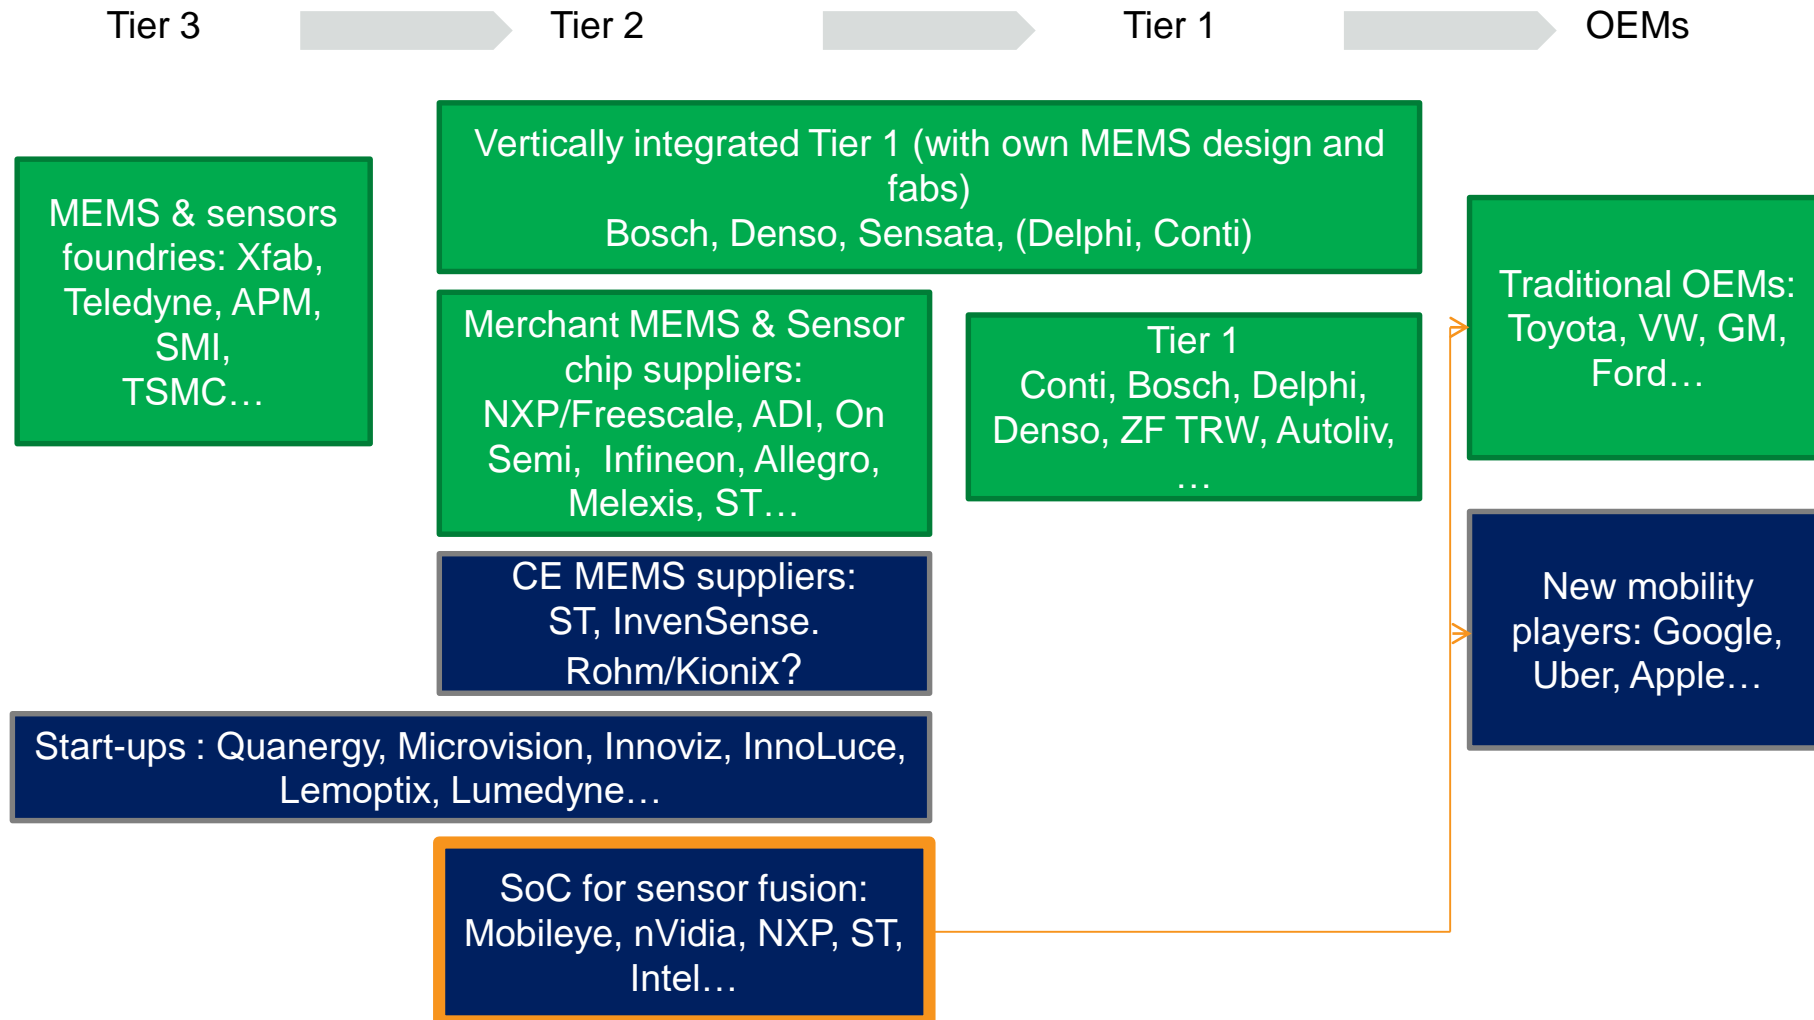 Tier 3
Tier 2
Tier 1
OEMs
Vertically integrated Tier 1 (with own MEMS design and
fabs)
Bosch, Denso, Sensata, (Delphi, Conti)
MEMS & sensors
foundries: Xfab,
Teledyne, APM,
SMI,
TSMC…
Merchant MEMS & Sensor
chip suppliers:
NXP/Freescale, ADI, On
Semi, Infineon, Allegro,
Melexis, ST…
Tier 1
Conti, Bosch, Delphi,
Denso, ZF TRW, Autoliv,
…
Traditional OEMs:
Toyota, VW, GM,
Ford…
CE MEMS suppliers:
ST, InvenSense.
Rohm/Kionix?
New mobility
players: Google,
Uber, Apple…
Start-ups : Quanergy, Microvision, Innoviz, InnoLuce,
Lemoptix, Lumedyne…
SoC for sensor fusion:
Mobileye, nVidia, NXP, ST,
Intel…